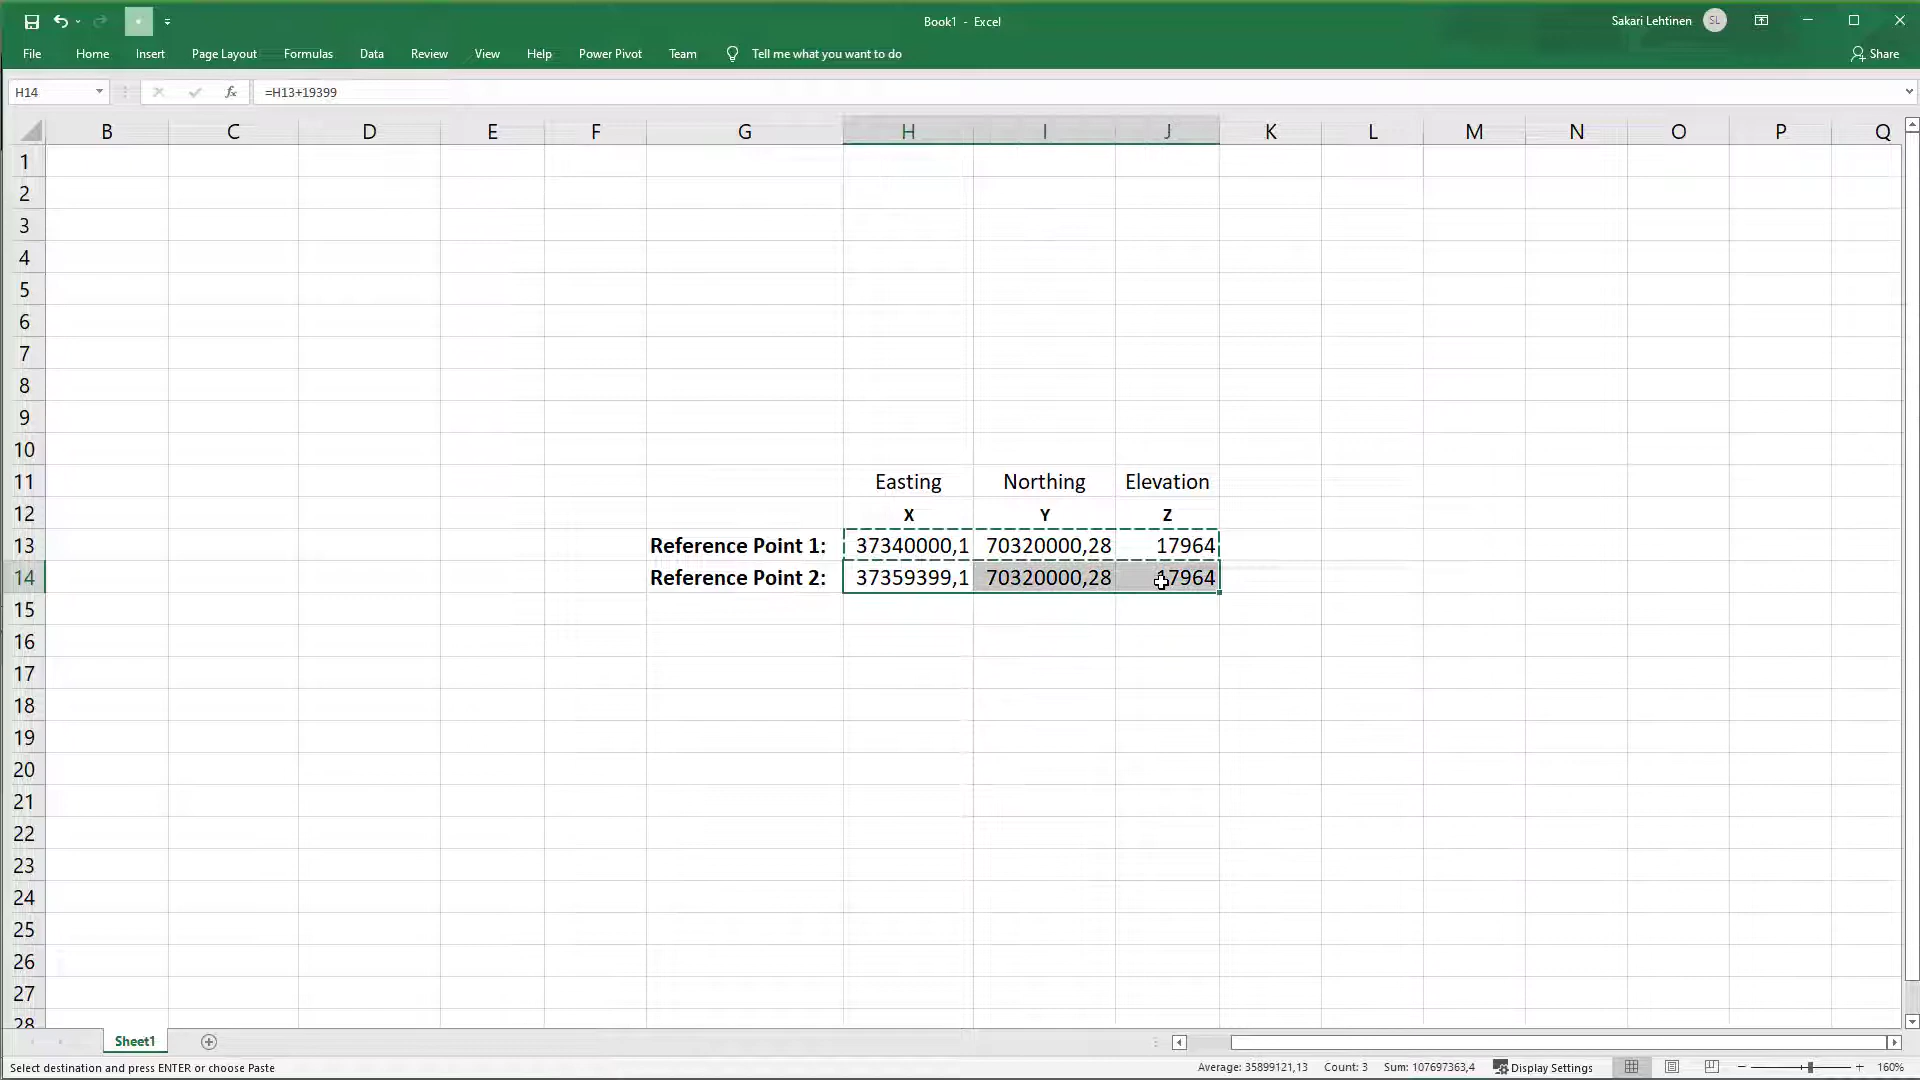 Book1 - Excel
Sakari Lehtinen SL
File Home Insert Page Layout Formulas Data Review View Help Power Pivot Team Tell me what you want to do Share
H14 fx =H13+19399
B C D E F G H I J K L M N O P Q
1
2
3
4
5
6
7
8
9
10
11 Easting Northing Elevation
12 X Y Z
13 Reference Point 1: 37340000,1 70320000,28 17964
14 Reference Point 2: 37359399,1 70320000,28 17964
15
16
17
18
19
20
21
22
23
24
25
26
27
28
Sheet1
Select destination and press ENTER or choose Paste Average: 35899121,13 Count: 3 Sum: 107697363,4 Display Settings 160%